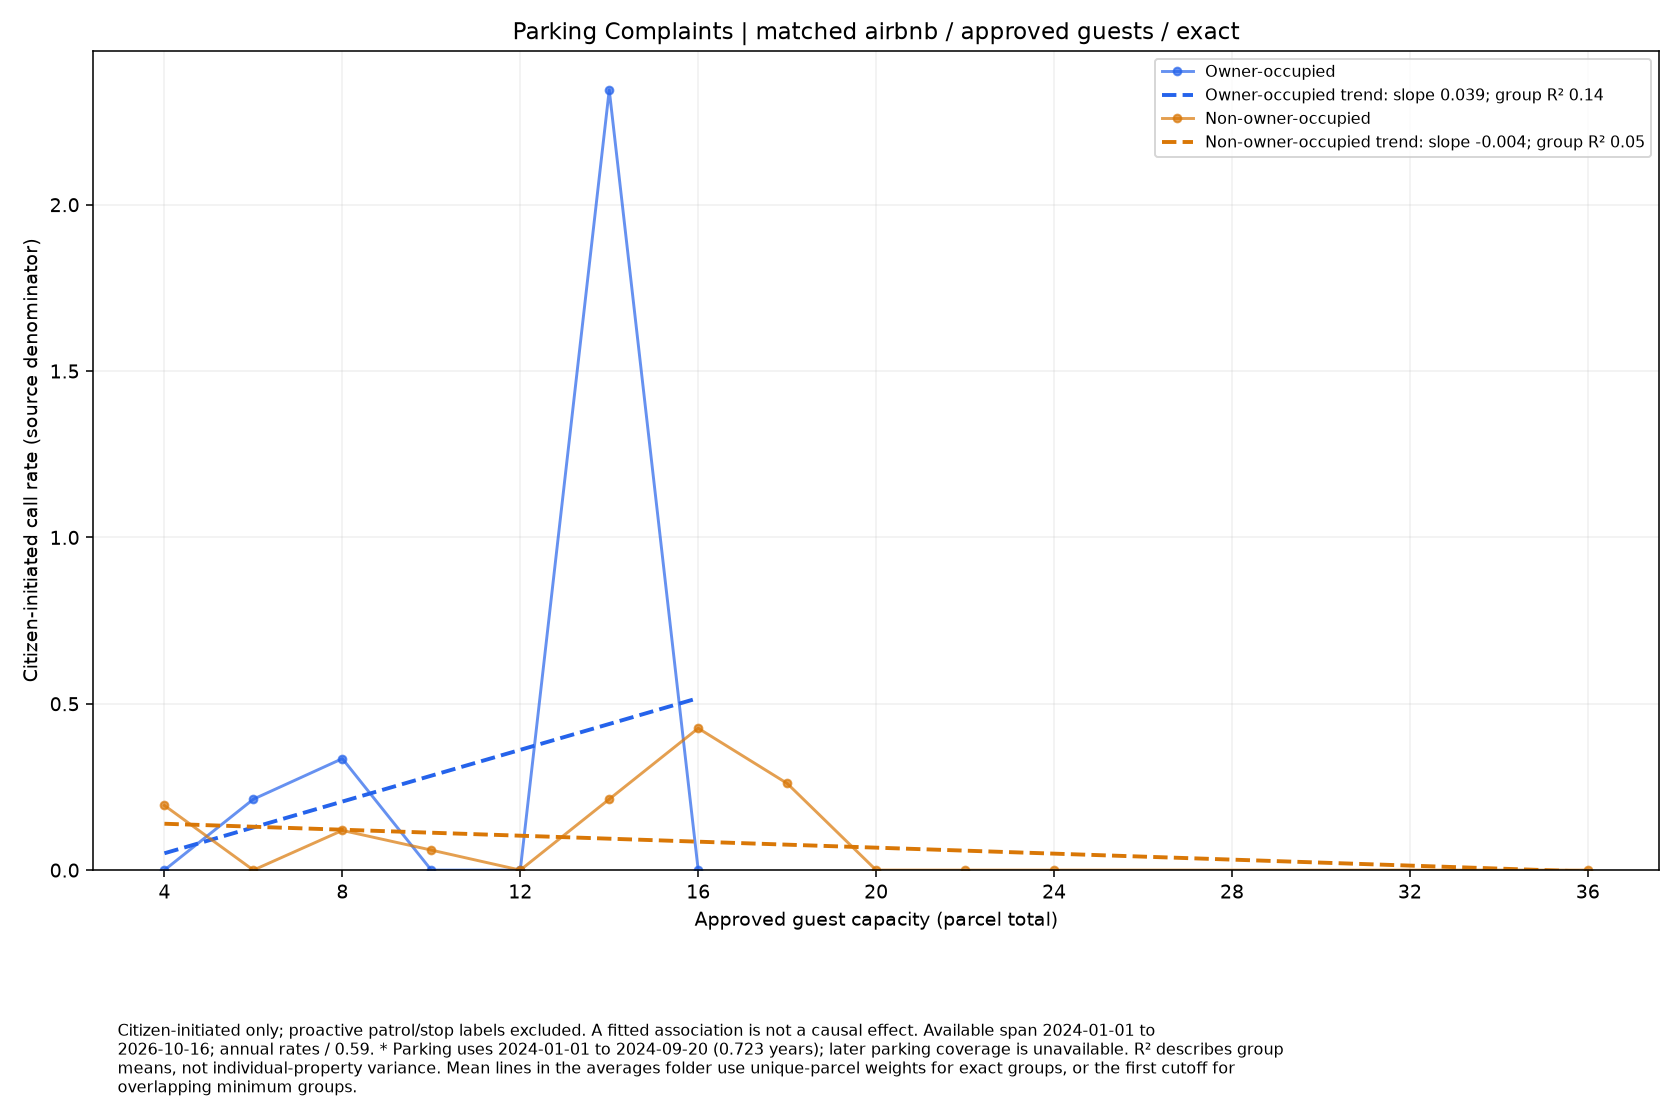 Parking Complaints | matched airbnb / approved guests / exact
Owner-occupied
Owner-occupied trend: slope 0.039; group R² 0.14
Non-owner-occupied
Non-owner-occupied trend: slope -0.004; group R² 0.05
Citizen-initiated call rate (source denominator)
2.0
1.5
1.0
0.5
0.0
4 8 12 16 20 24 28 32 36
Approved guest capacity (parcel total)
Citizen-initiated only; proactive patrol/stop labels excluded. A fitted association is not a causal effect. Available span 2024-01-01 to
2026-10-16; annual rates / 0.59. * Parking uses 2024-01-01 to 2024-09-20 (0.723 years); later parking coverage is unavailable. R² describes group
means, not individual-property variance. Mean lines in the averages folder use unique-parcel weights for exact groups, or the first cutoff for
overlapping minimum groups.